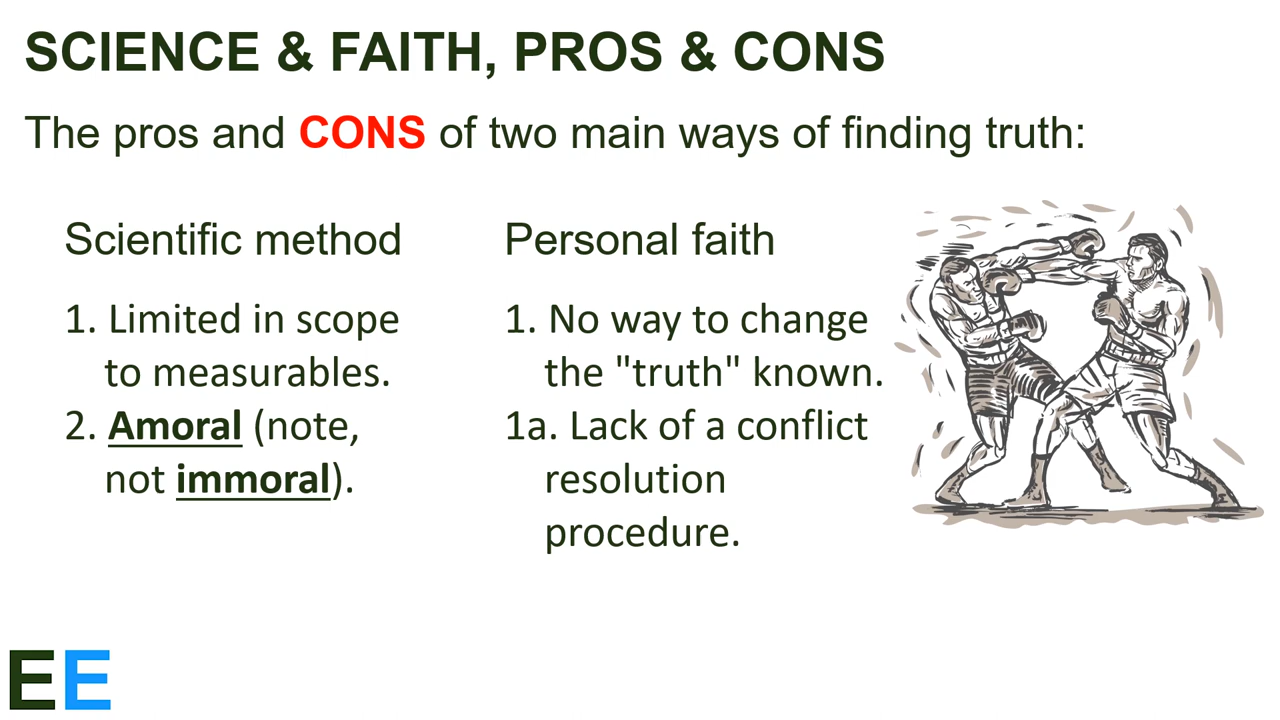 SCIENCE & FAITH, PROS & CONS
The pros and CONS of two main ways of finding truth:
Scientific method
1. Limited in scope
to measurables.
2. Amoral (note,
not immoral).
Personal faith
1. No way to change
the "truth" known.
1a. Lack of a conflict
resolution
procedure.
EE